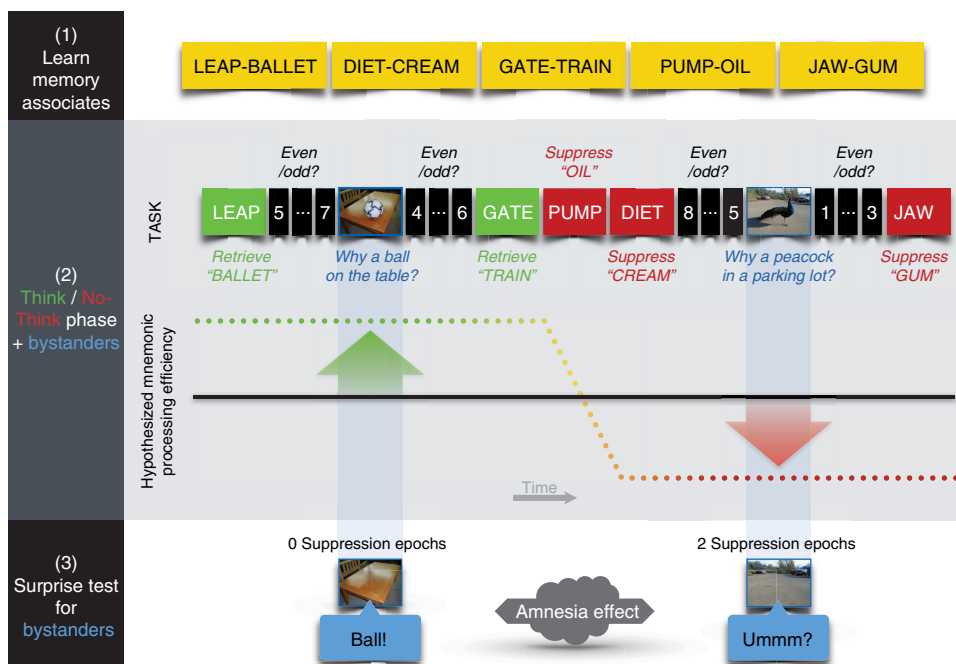 (1)
Learn
memory
associates
LEAP-BALLET DIET-CREAM GATE-TRAIN PUMP-OIL JAW-GUM
(2)
Think / No-
Think phase
+ bystanders
TASK
Even
/odd?
Even
/odd?
Suppress
“OIL”
Even
/odd?
Even
/odd?
LEAP 5 ... 7 4 ... 6 GATE PUMP DIET 8 ... 5 1 ... 3 JAW
Retrieve
“BALLET”
Why a ball
on the table?
Retrieve
“TRAIN”
Suppress
“CREAM”
Why a peacock
in a parking lot?
Suppress
“GUM”
Hypothesized mnemonic
processing efficiency
Time
(3)
Surprise test
for
bystanders
0 Suppression epochs
2 Suppression epochs
Amnesia effect
Ball!
Ummm?